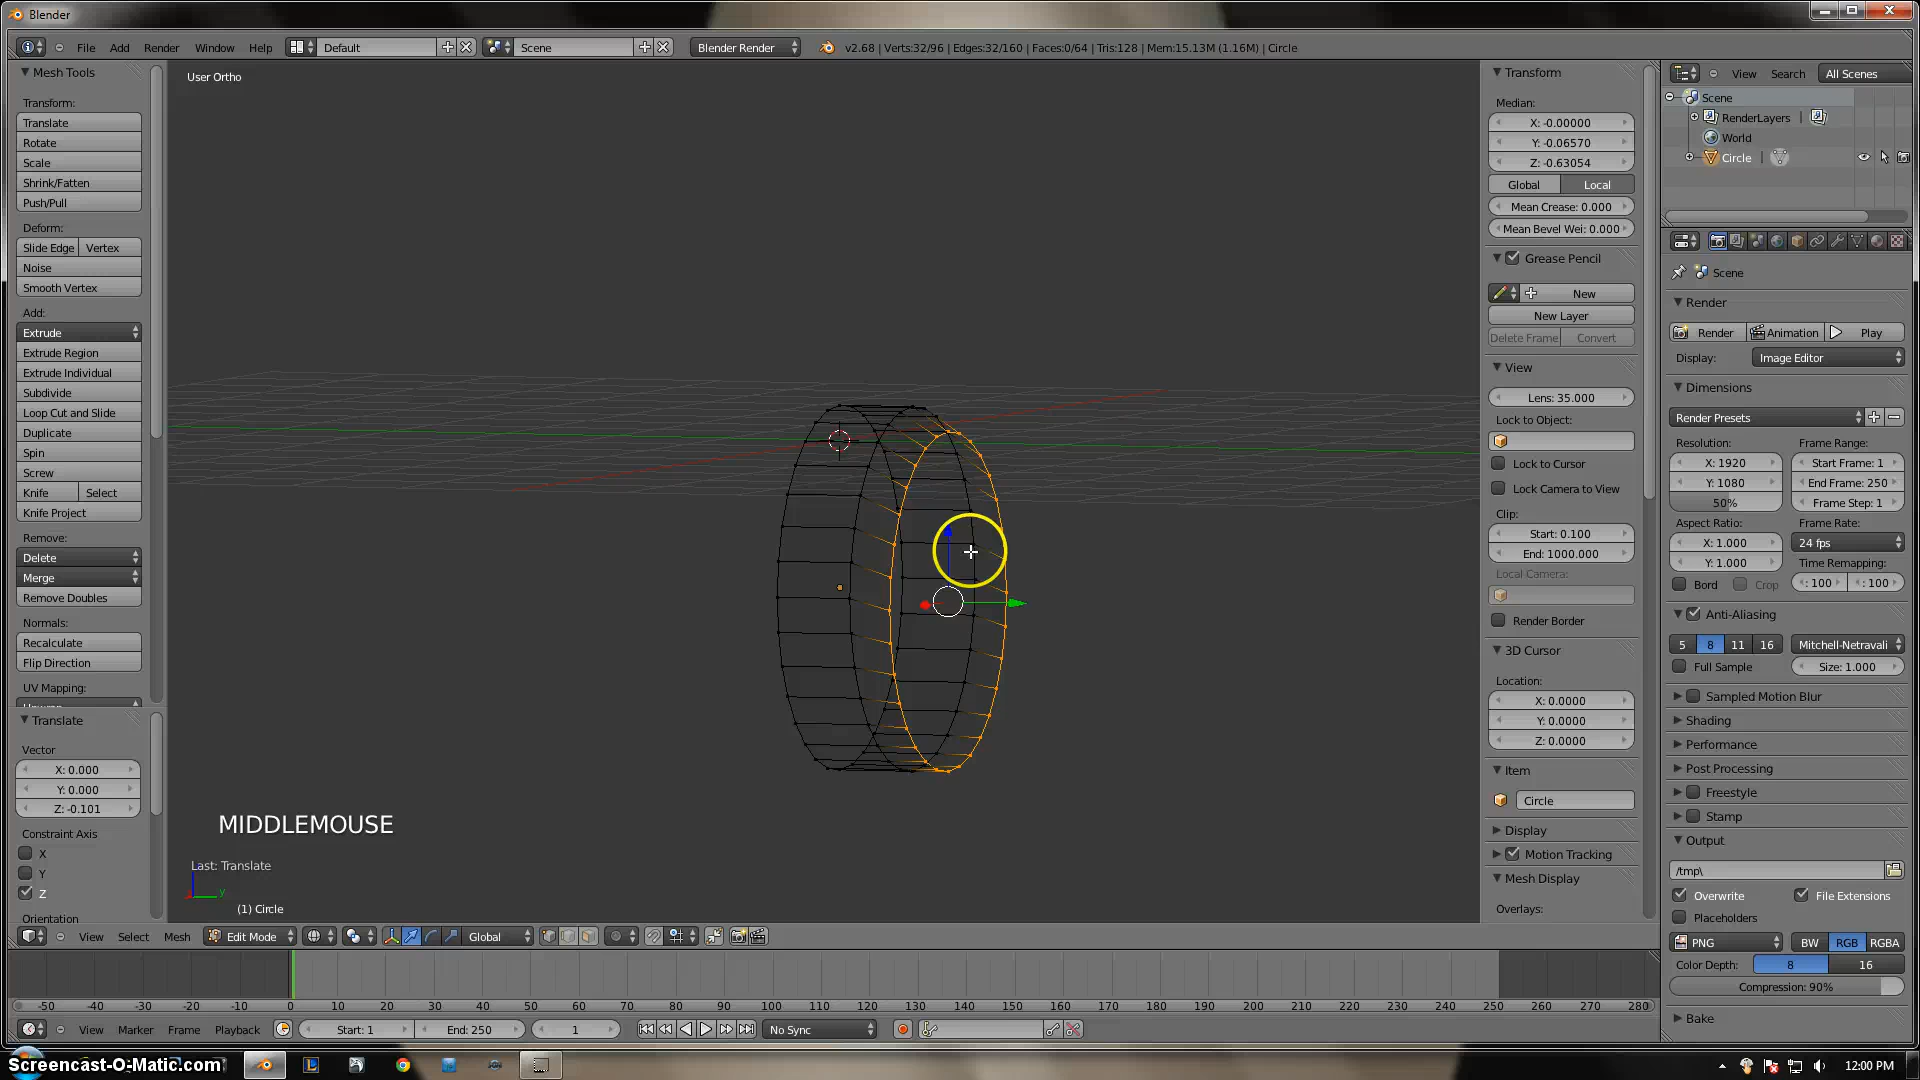 Blender
File Add Render Window Help Default Scene Blender Render v2.68 | Verts:32/96 | Edges:32/160 | Faces:0/64 | Tris:128 | Mem:15.13M (1.16M) | Circle
Mesh Tools
Transform:
Translate
Rotate
Scale
Shrink/Fatten
Push/Pull
Deform:
Slide Edge Vertex
Noise
Smooth Vertex
Add:
Extrude
Extrude Region
Extrude Individual
Subdivide
Loop Cut and Slide
Duplicate
Spin
Screw
Knife Select
Knife Project
Remove:
Delete
Merge
Remove Doubles
Normals:
Recalculate
Flip Direction
UV Mapping:
Translate
Vector
X: 0.000
Y: 0.000
Z: -0.101
Constraint Axis
X
Y
Z
Orientation
User Ortho
MIDDLEMOUSE
Last: Translate
y
(1) Circle
Transform
Median:
X: -0.00000
Y: -0.06570
Z: -0.63054
Global Local
Mean Crease: 0.000
Mean Bevel Wei: 0.000
Grease Pencil
New
New Layer
Delete Frame Convert
View
Lens: 35.000
Lock to Object:
Lock to Cursor
Lock Camera to View
Clip:
Start: 0.100
End: 1000.000
Local Camera:
Render Border
3D Cursor
Location:
X: 0.0000
Y: 0.0000
Z: 0.0000
Item
Circle
Display
Motion Tracking
Mesh Display
Overlays:
View Search All Scenes
Scene
RenderLayers |
World
Circle |
Scene
Render
Render Animation Play
Display: Image Editor
Dimensions
Render Presets
Resolution: Frame Range:
X: 1920 Start Frame: 1
Y: 1080 End Frame: 250
50% Frame Step: 1
Aspect Ratio: Frame Rate:
X: 1.000 24 fps
Y: 1.000 Time Remapping:
Bord Crop : 100 : 100
Anti-Aliasing
5 8 11 16 Mitchell-Netravali
Full Sample Size: 1.000
Sampled Motion Blur
Shading
Performance
Post Processing
Freestyle
Stamp
Output
/tmp\
Overwrite File Extensions
Placeholders
PNG BW RGB RGBA
Color Depth: 8 16
Compression: 90%
Bake
View Select Mesh Edit Mode Global
-50 -40 -30 -20 -10 0 10 20 30 40 50 60 70 80 90 100 110 120 130 140 150 160 170 180 190 200 210 220 230 240 250 260 270 280
View Marker Frame Playback Start: 1 End: 250 1 No Sync
Screencast-O-Matic.com
12:00 PM